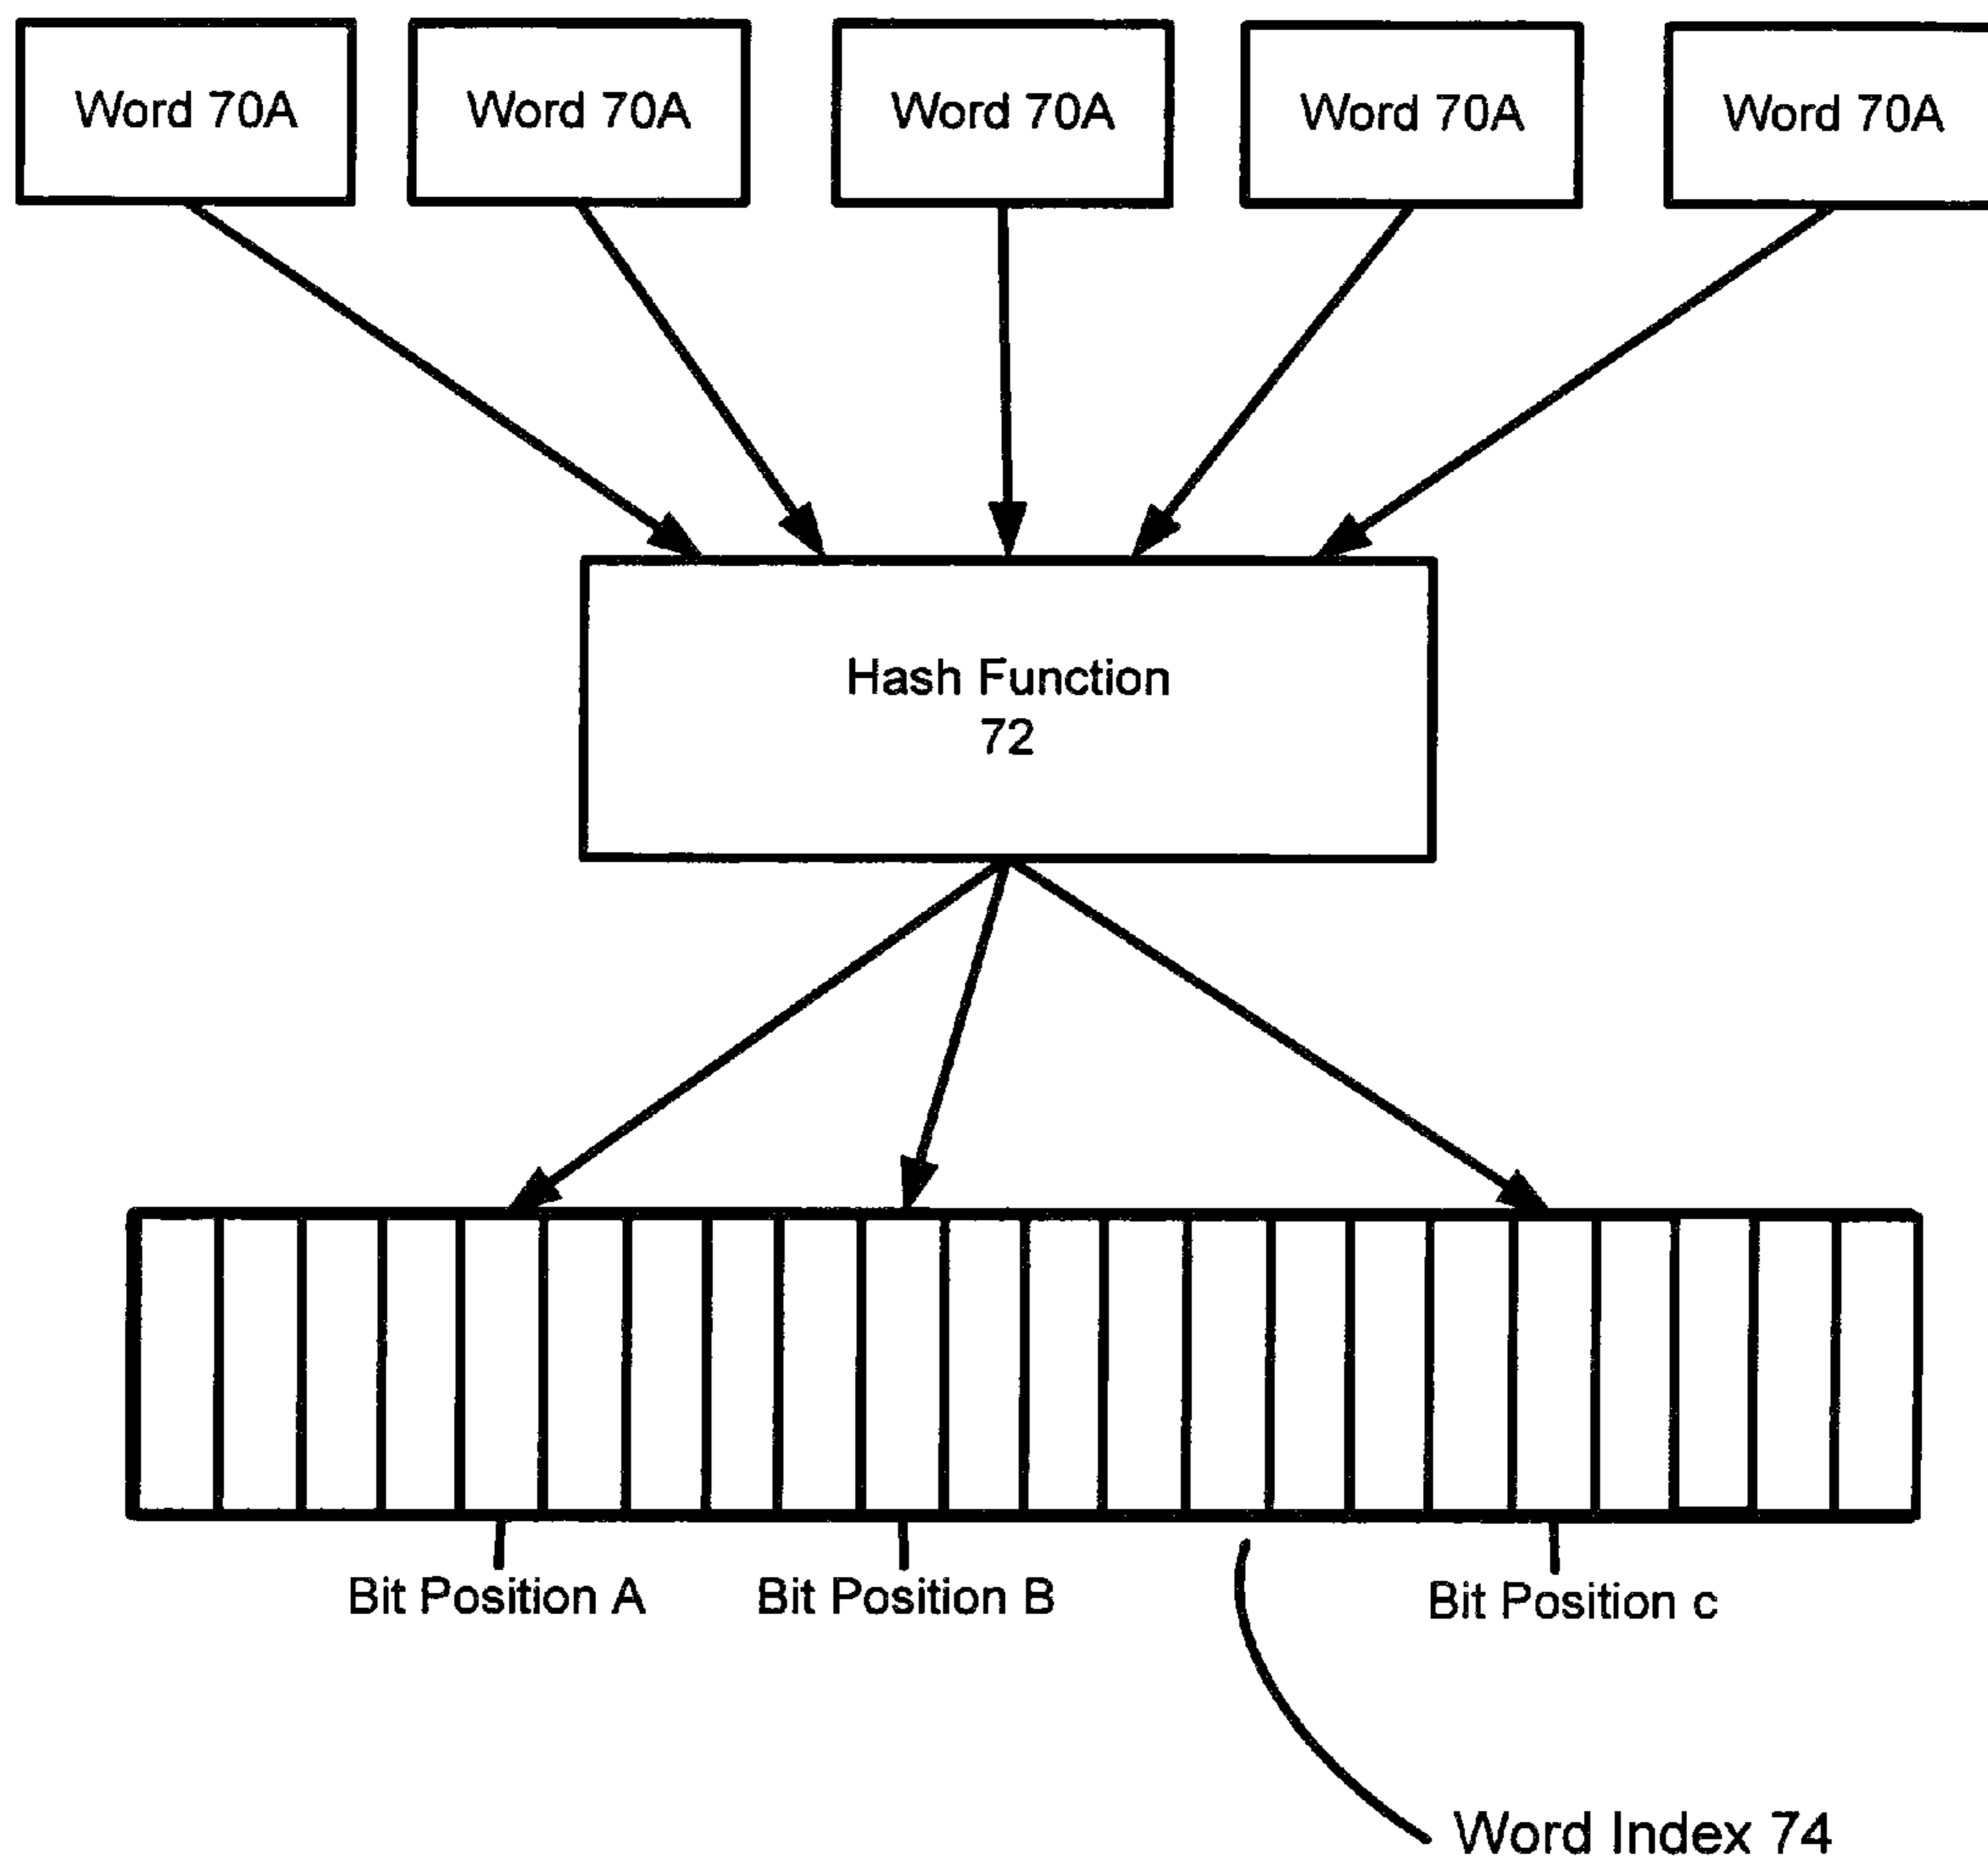 Word 70A
Word 70A
Word 70A
Word 70A
Word 70A
Hash Function
72
Bit Position A
Bit Position B
Bit Position c
Word Index 74